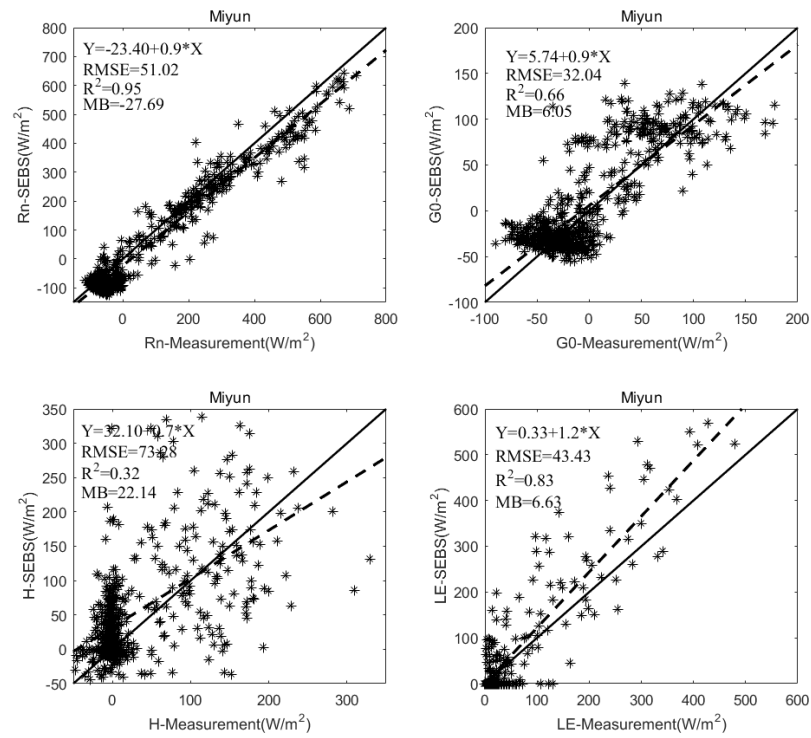 Miyun
Y=-23.40+0.9*X
RMSE=51.02
R²=0.95
MB=-27.69
Rn-SEBS(W/m²)
800
700
600
500
400
300
200
100
0
-100
0 200 400 600 800
Rn-Measurement(W/m²)
Miyun
Y=5.74+0.9*X
RMSE=32.04
R²=0.66
MB=6.05
G0-SEBS(W/m²)
200
150
100
50
0
-50
-100
-100 -50 0 50 100 150 200
G0-Measurement(W/m²)
Miyun
Y=32.10+0.7*X
RMSE=73.28
R²=0.32
MB=22.14
H-SEBS(W/m²)
350
300
250
200
150
100
50
0
-50
0 100 200 300
H-Measurement(W/m²)
Miyun
Y=0.33+1.2*X
RMSE=43.43
R²=0.83
MB=6.63
LE-SEBS(W/m²)
600
500
400
300
200
100
0
0 100 200 300 400 500 600
LE-Measurement(W/m²)